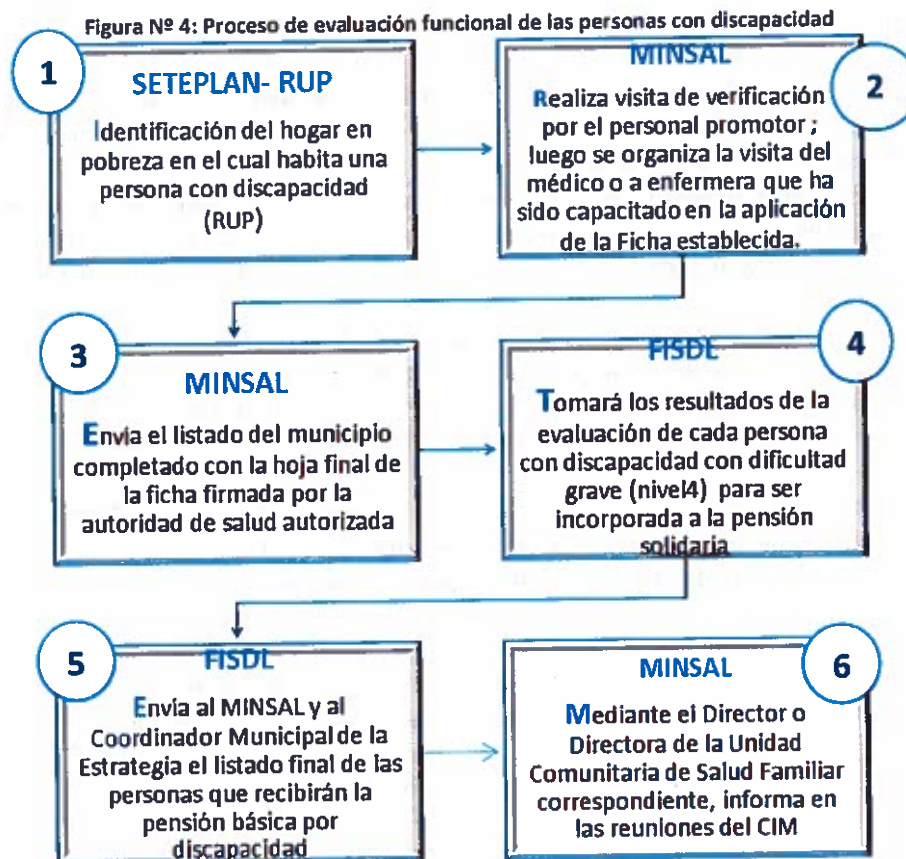 Figura Nº 4: Proceso de evaluación funcional de las personas con discapacidad
1
SETEPLAN- RUP
Identificación del hogar en
pobreza en el cual habita una
persona con discapacidad
(RUP)
2
MINSAL
Realiza visita de verificación
por el personal promotor ;
luego se organiza la visita del
médico o a enfermera que ha
sido capacitado en la aplicación
de la Ficha establecida.
3
MINSAL
Envía el listado del municipio
completado con la hoja final de
la ficha firmada por la
autoridad de salud autorizada
4
FISDL
Tomará los resultados de la
evaluación de cada persona
con discapacidad con dificultad
grave (nivel4) para ser
incorporada a la pensión
solidaria
5
FISDL
Envía al MINSAL y al
Coordinador Municipal de la
Estrategia el listado final de las
personas que recibirán la
pensión básica por
discapacidad
6
MINSAL
Mediante el Director o
Directora de la Unidad
Comunitaria de Salud Familiar
correspondiente, informa en
las reuniones del CIM